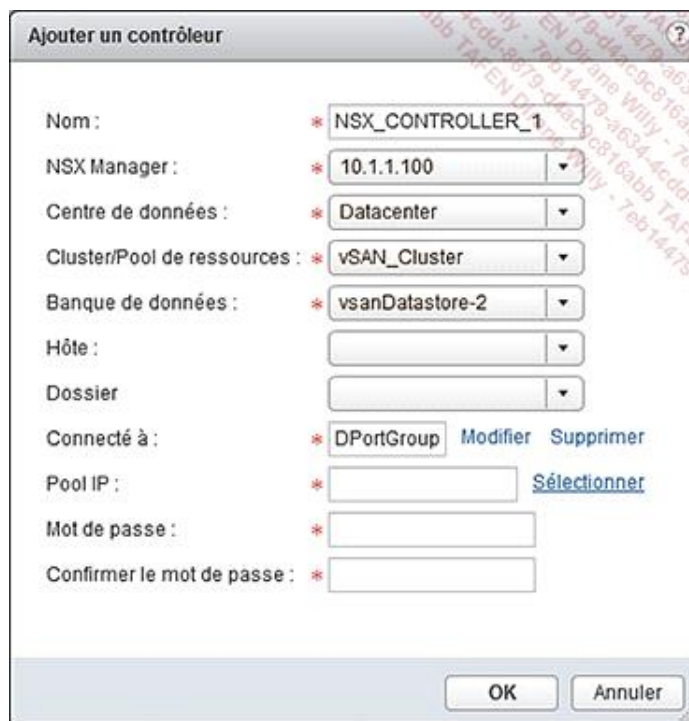 Ajouter un contrôleur ?
Nom : * NSX_CONTROLLER_1
NSX Manager : * 10.1.1.100
Centre de données : * Datacenter
Cluster/Pool de ressources : * vSAN_Cluster
Banque de données : * vsanDatastore-2
Hôte :
Dossier
Connecté à : * DPortGroup Modifier Supprimer
Pool IP : * Sélectionner
Mot de passe : *
Confirmer le mot de passe : *
OK Annuler